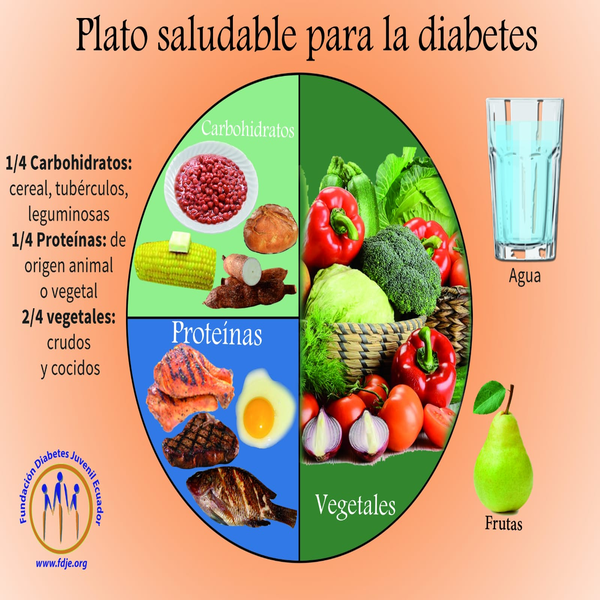 Plato saludable para la diabetes
1/4 Carbohidratos:
cereal, tubérculos,
leguminosas
1/4 Proteínas: de
origen animal
o vegetal
2/4 vegetales:
crudos
y cocidos
Carbohidratos
Proteínas
Vegetales
Agua
Frutas
Fundación Diabetes Juvenil Ecuador
www.fdje.org